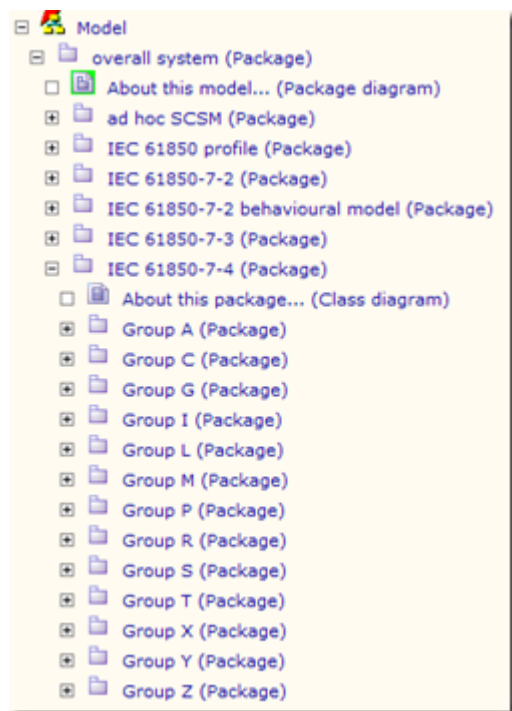 Model
overall system (Package)
About this model... (Package diagram)
ad hoc SCSM (Package)
IEC 61850 profile (Package)
IEC 61850-7-2 (Package)
IEC 61850-7-2 behavioural model (Package)
IEC 61850-7-3 (Package)
IEC 61850-7-4 (Package)
About this package... (Class diagram)
Group A (Package)
Group C (Package)
Group G (Package)
Group I (Package)
Group L (Package)
Group M (Package)
Group P (Package)
Group R (Package)
Group S (Package)
Group T (Package)
Group X (Package)
Group Y (Package)
Group Z (Package)